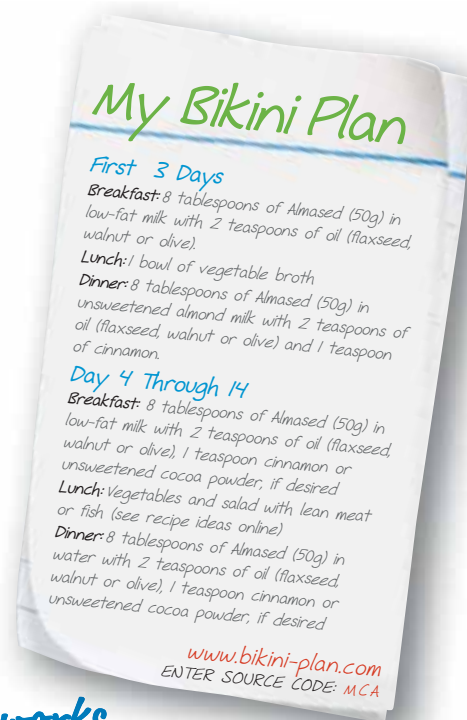 My Bikini Plan
First 3 Days
Breakfast: 8 tablespoons of Almased (50g) in
low-fat milk with 2 teaspoons of oil (flaxseed,
walnut or olive).
Lunch: 1 bowl of vegetable broth
Dinner: 8 tablespoons of Almased (50g) in
unsweetened almond milk with 2 teaspoons of
oil (flaxseed, walnut or olive) and 1 teaspoon
of cinnamon.
Day 4 Through 14
Breakfast: 8 tablespoons of Almased (50g) in
low-fat milk with 2 teaspoons of oil (flaxseed,
walnut or olive), 1 teaspoon cinnamon or
unsweetened cocoa powder, if desired
Lunch: Vegetables and salad with lean meat
or fish (see recipe ideas online)
Dinner: 8 tablespoons of Almased (50g) in
water with 2 teaspoons of oil (flaxseed,
walnut or olive), 1 teaspoon cinnamon or
unsweetened cocoa powder, if desired
www.bikini-plan.com
ENTER SOURCE CODE: MCA